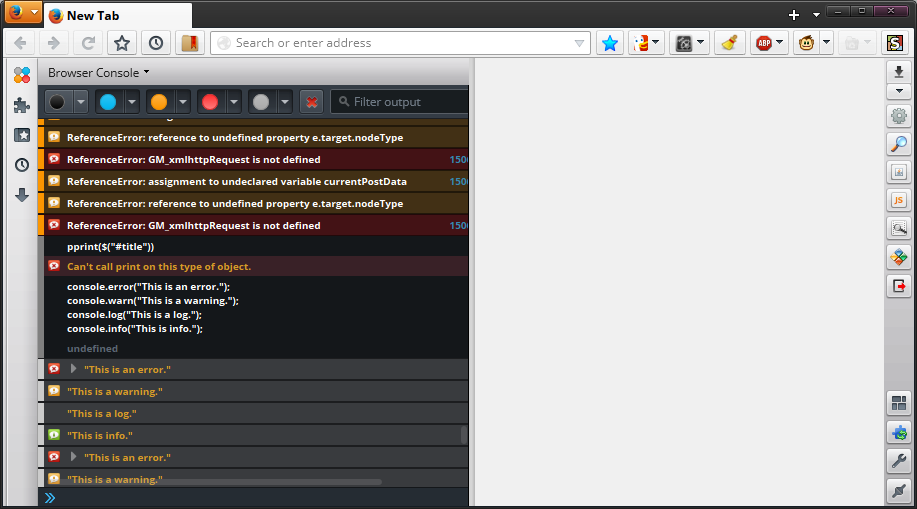 New Tab
Search or enter address
ABP
S
Browser Console
Filter output
ReferenceError: reference to undefined property e.target.nodeType
ReferenceError: GM_xmlhttpRequest is not defined 150
ReferenceError: assignment to undeclared variable currentPostData 150
ReferenceError: reference to undefined property e.target.nodeType
ReferenceError: GM_xmlhttpRequest is not defined 150
pprint($("#title"))
Can't call print on this type of object.
console.error("This is an error.");
console.warn("This is a warning.");
console.log("This is a log.");
console.info("This is info.");
undefined
"This is an error."
"This is a warning."
"This is a log."
"This is info."
"This is an error."
"This is a warning."
JS